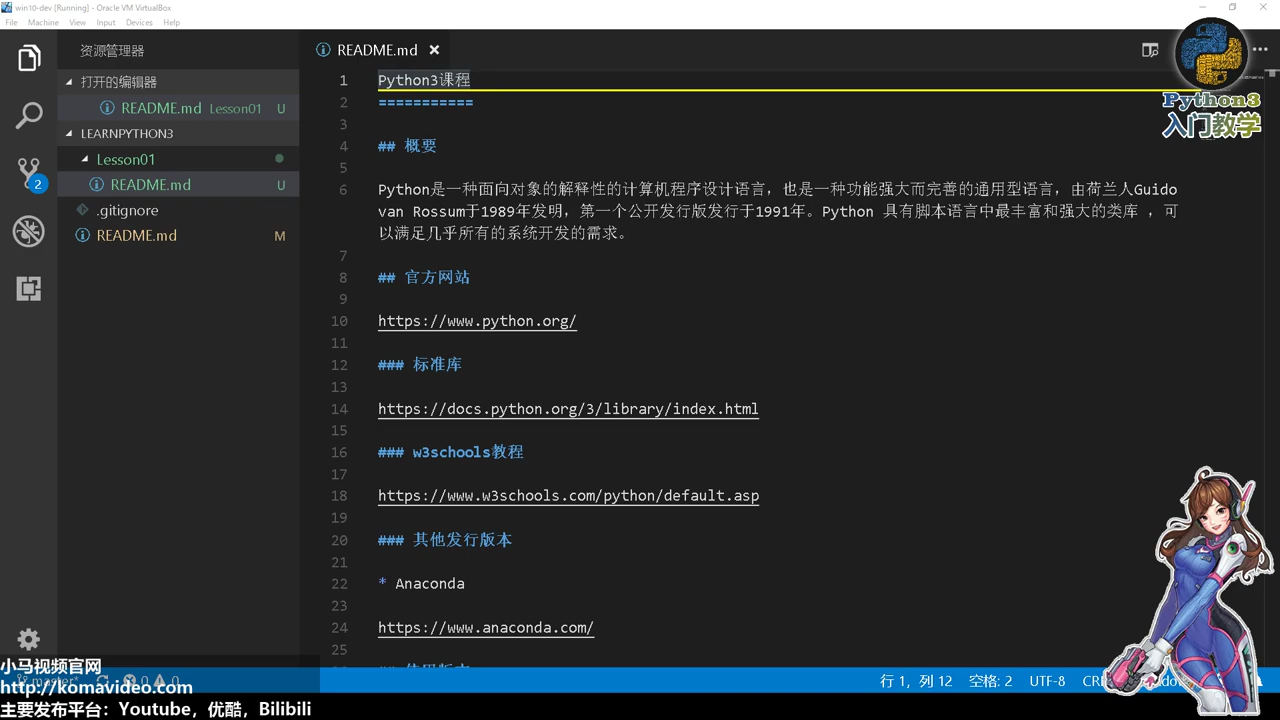 win10-dev [Running] - Oracle VM VirtualBox
File Machine View Input Devices Help
资源管理器
打开的编辑器
README.md Lesson01 U
LEARNPYTHON3
Lesson01
README.md U
.gitignore
README.md M
2
README.md
1 Python3课程
2 ===========
3
4 ## 概要
5
6 Python是一种面向对象的解释性的计算机程序设计语言，也是一种功能强大而完善的通用型语言，由荷兰人Guido
van Rossum于1989年发明，第一个公开发行版发行于1991年。Python 具有脚本语言中最丰富和强大的类库 ，可
以满足几乎所有的系统开发的需求。
7
8 ## 官方网站
9
10 https://www.python.org/
11
12 ### 标准库
13
14 https://docs.python.org/3/library/index.html
15
16 ### w3schools教程
17
18 https://www.w3schools.com/python/default.asp
19
20 ### 其他发行版本
21
22 * Anaconda
23
24 https://www.anaconda.com/
25
Python3
入门教学
小马视频官网
master* 0 0
http://komavideo.com
主要发布平台：Youtube，优酷，Bilibili
行 1，列 12 空格: 2 UTF-8